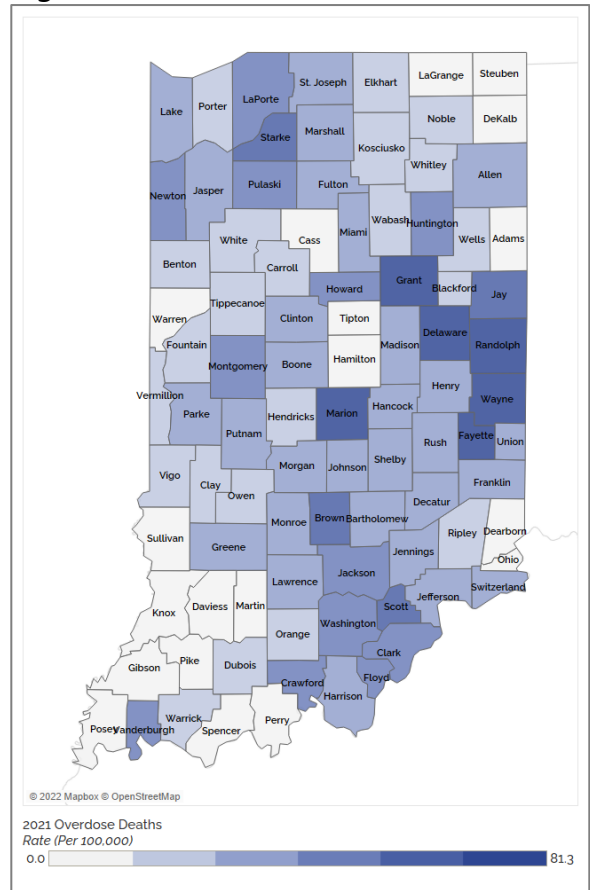 LaGrange
Steuben
St. Joseph
Elkhart
LaPorte
Porter
Lake
Noble
DeKalb
Starke
Marshall
Kosciusko
Whitley
Allen
Newton
Jasper
Pulaski
Fulton
Wabash
Huntington
Miami
White
Cass
Wells
Adams
Benton
Carroll
Grant
Howard
Blackford
Jay
Tippecanoe
Warren
Clinton
Tipton
Delaware
Randolph
Fountain
Madison
Hamilton
Montgomery
Boone
Henry
Vermillion
Wayne
Parke
Hendricks
Marion
Hancock
Putnam
Fayette
Union
Rush
Morgan
Johnson
Shelby
Vigo
Clay
Owen
Franklin
Decatur
Monroe
Brown
Bartholomew
Dearborn
Ripley
Sullivan
Greene
Jennings
Ohio
Jackson
Lawrence
Switzerland
Jefferson
Knox
Daviess
Martin
Scott
Washington
Orange
Clark
Gibson
Pike
Dubois
Floyd
Crawford
Harrison
Warrick
Perry
Posey
Vanderburgh
Spencer
© 2022 Mapbox © OpenStreetMap
2021 Overdose Deaths
Rate (Per 100,000)
0.0
81.3